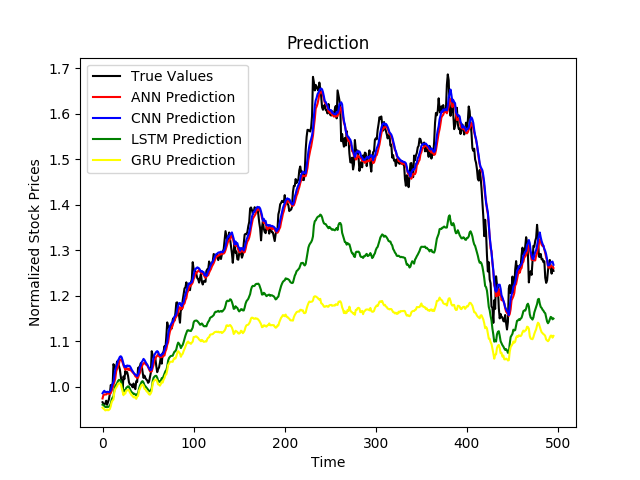 Prediction
True Values
ANN Prediction
CNN Prediction
LSTM Prediction
GRU Prediction
Normalized Stock Prices
1.7
1.6
1.5
1.4
1.3
1.2
1.1
1.0
0 100 200 300 400 500
Time